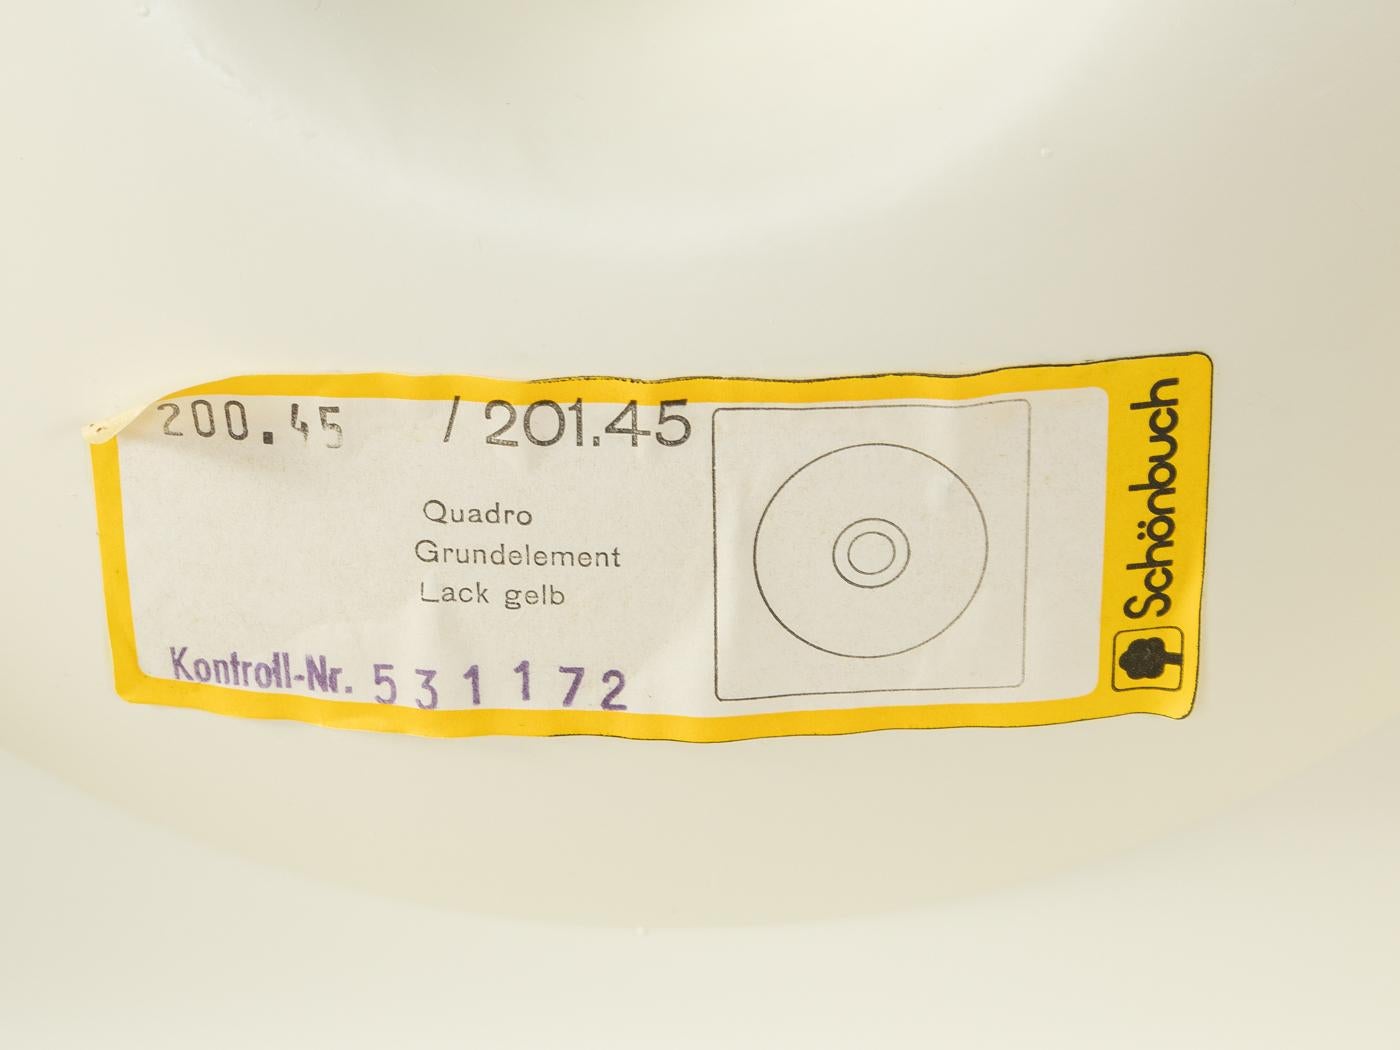 200.45 / 201.45
Quadro
Grundelement
Lack gelb
Kontroll-Nr. 531172
Schönbuch